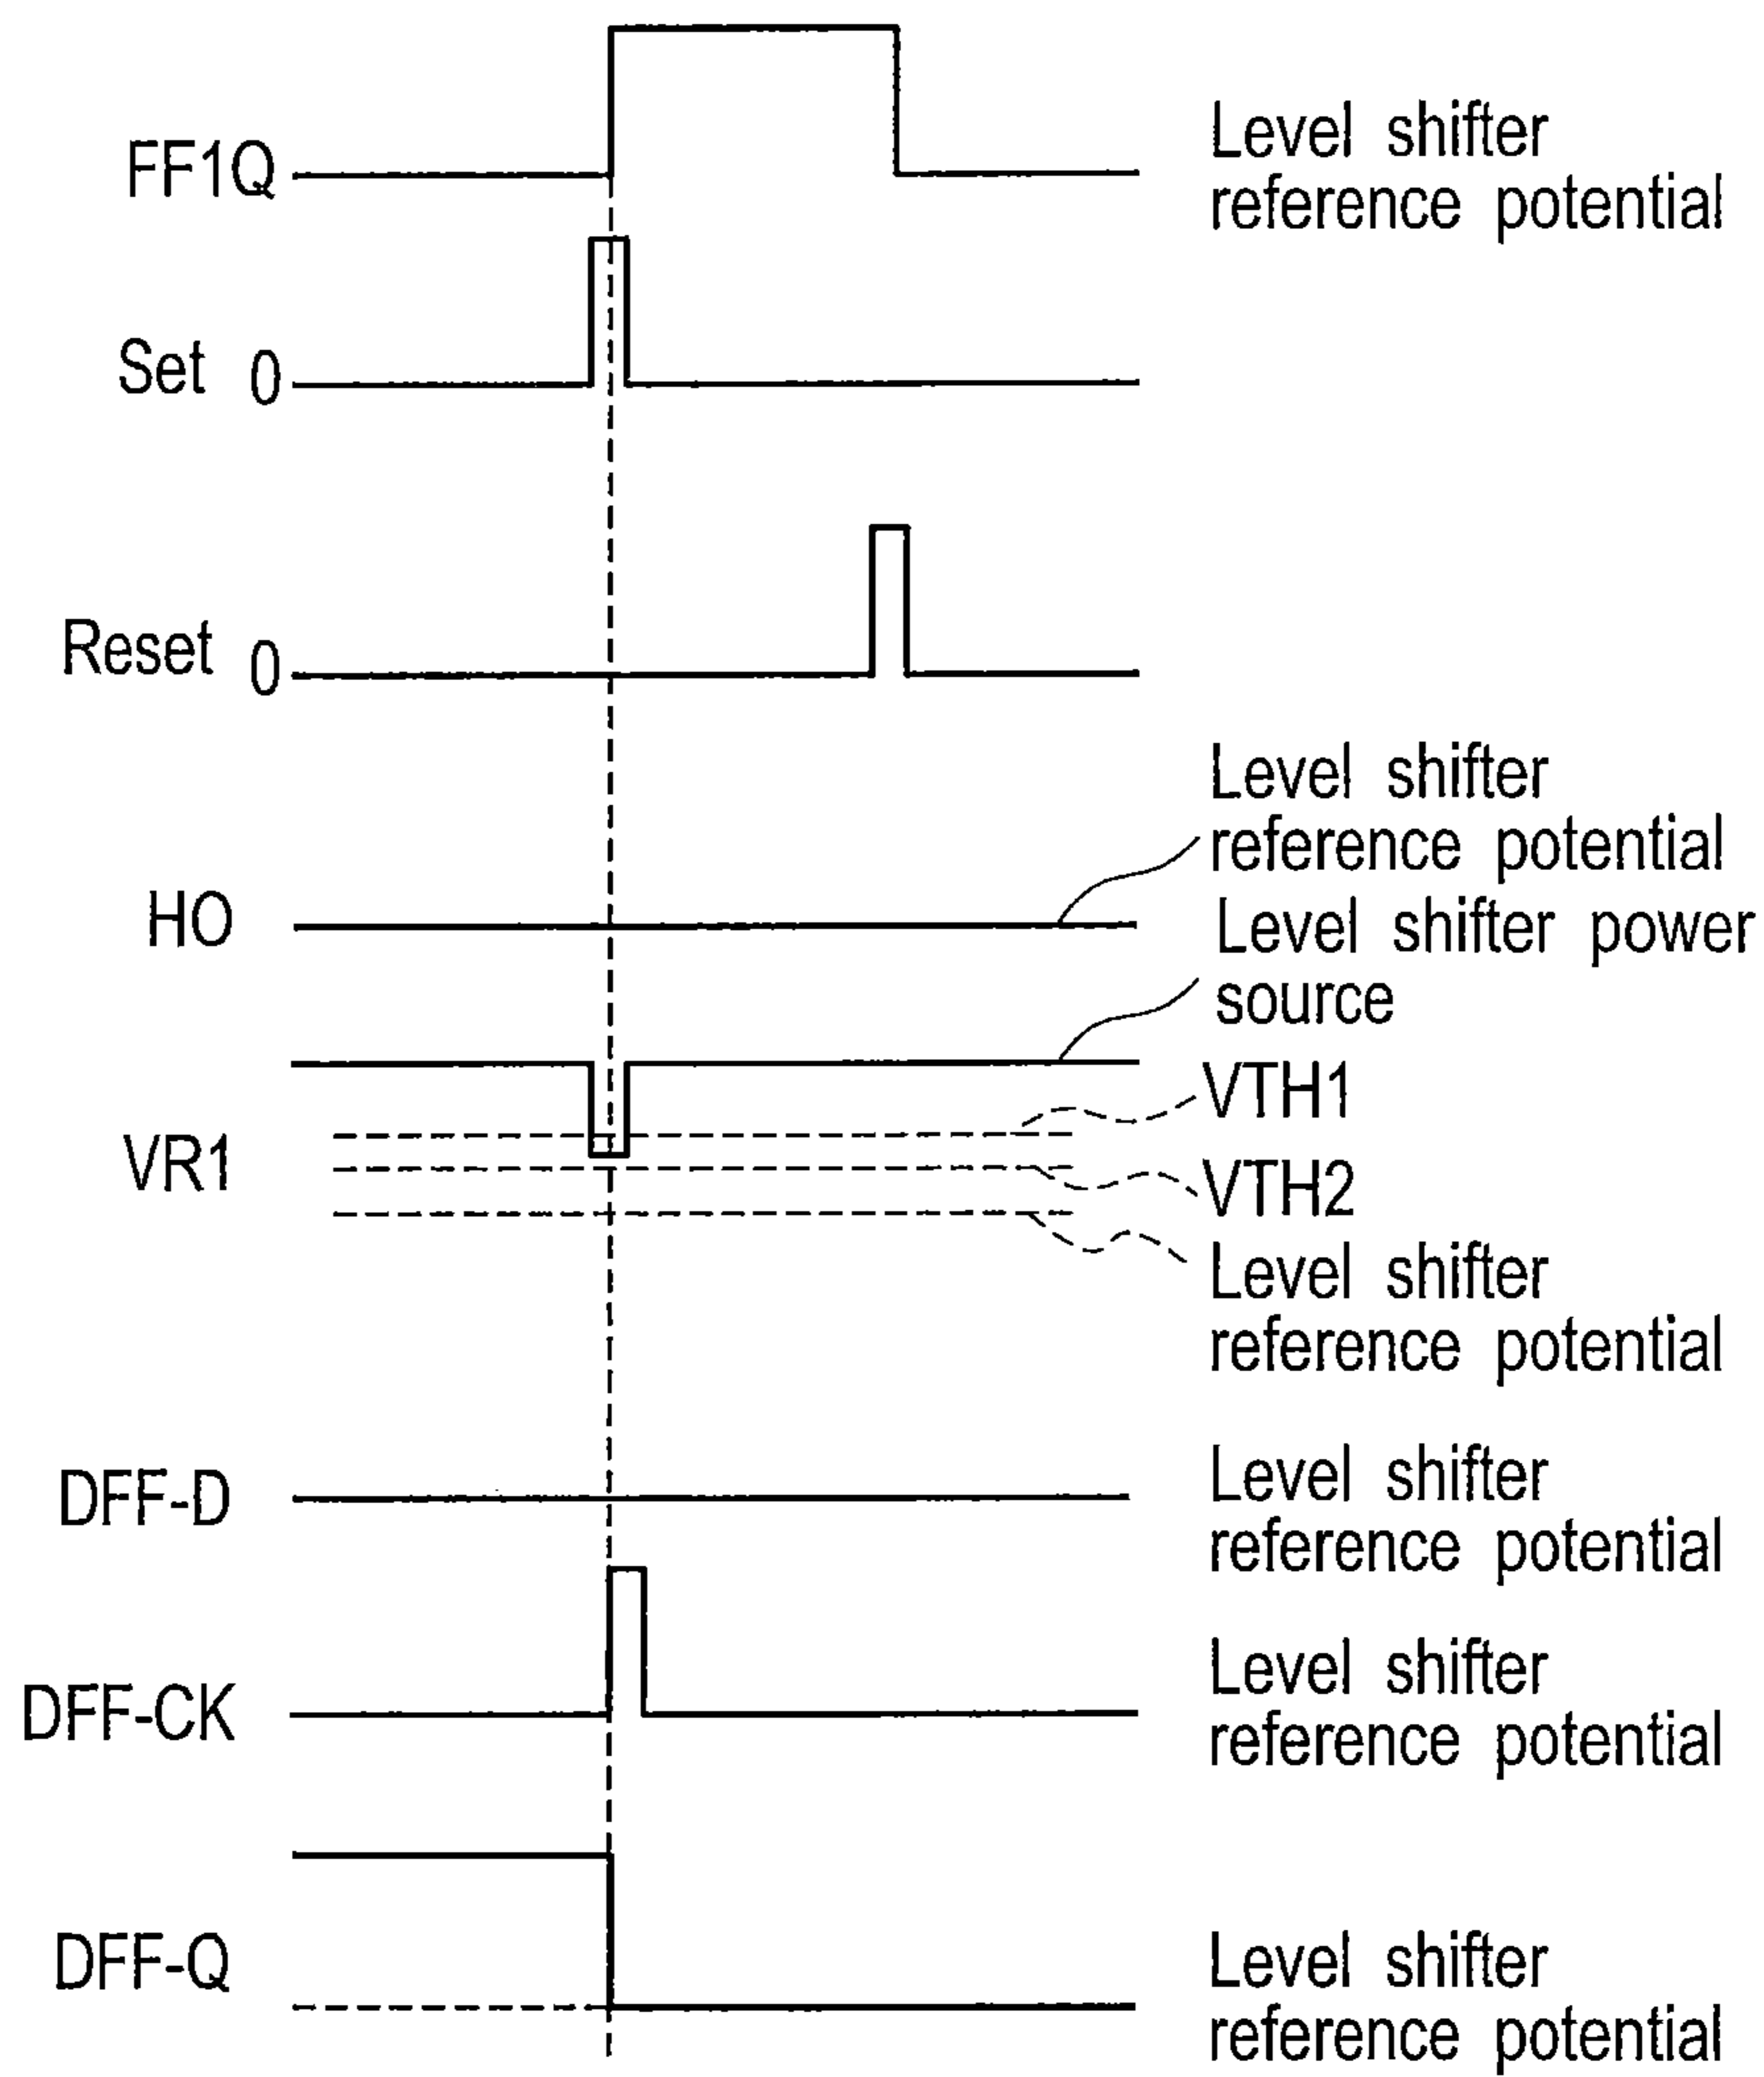 FF1Q
Level shifter
reference potential
Set 0
Reset 0
Level shifter
reference potential
HO
Level shifter power
source
VTH1
VR1
VTH2
Level shifter
reference potential
DFF-D
Level shifter
reference potential
DFF-CK
Level shifter
reference potential
DFF-Q
Level shifter
reference potential